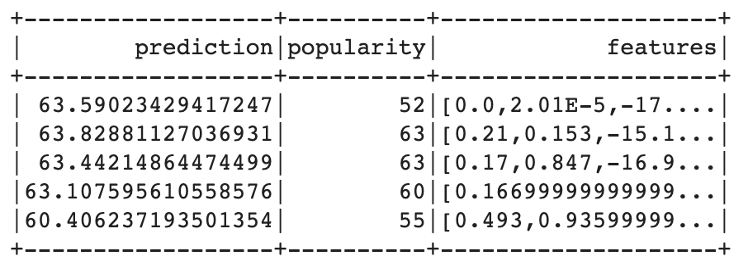 +------------------+----------+--------------------+
|        prediction|popularity|            features|
+------------------+----------+--------------------+
| 63.59023429417247|        52|[0.0,2.01E-5,-17....|
| 63.82881127036931|        63|[0.21,0.153,-15.1...|
| 63.44214864474499|        63|[0.17,0.847,-16.9...|
|63.107595610558576|        60|[0.16699999999999...|
|60.406237193501354|        55|[0.493,0.93599999...|
+------------------+----------+--------------------+